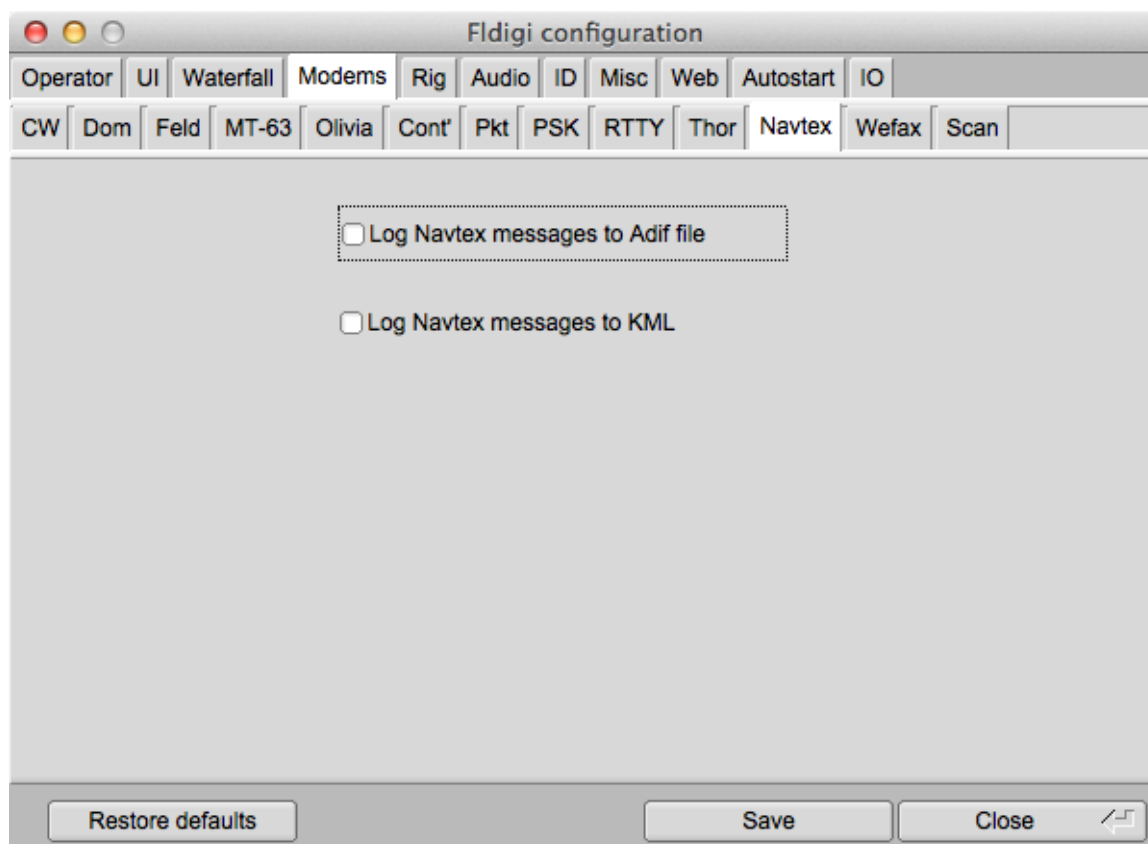 Fldigi configuration
Operator UI Waterfall Modems Rig Audio ID Misc Web Autostart IO
CW Dom Feld MT-63 Olivia Cont' Pkt PSK RTTY Thor Navtex Wefax Scan
Log Navtex messages to Adif file
Log Navtex messages to KML
Restore defaults Save Close